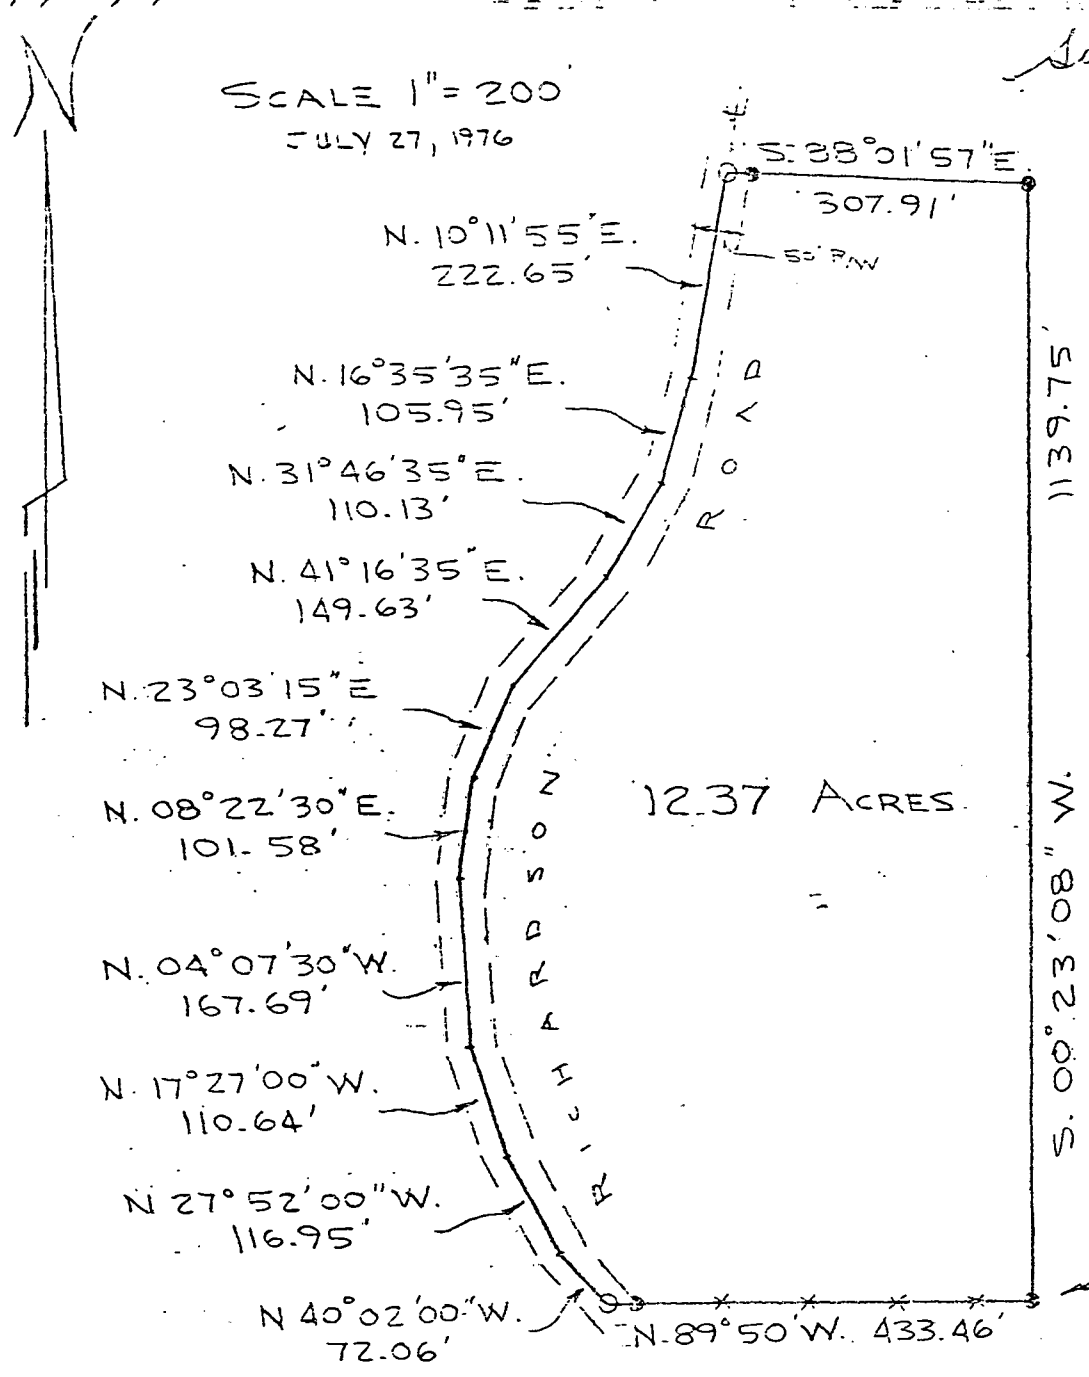 N
SCALE 1"= 200'
JULY 27, 1976
S. 88°01'57"E.
307.91'
N. 10°11'55"E.
222.65'
50' R/W
N. 16°35'35"E.
105.95'
N. 31°46'35"E.
110.13'
N. 41°16'35"E.
149.63'
N. 23°03'15"E
98.27'
N. 08°22'30"E.
101.58'
N. 04°07'30"W.
167.69'
N. 17°27'00"W.
110.64'
N 27°52'00"W.
116.95'
N 40°02'00"W.
72.06'
RICHARDSON ROAD
12.37 ACRES.
S. 00°23'08" W. 1139.75'
N. 89°50'W. 433.46'